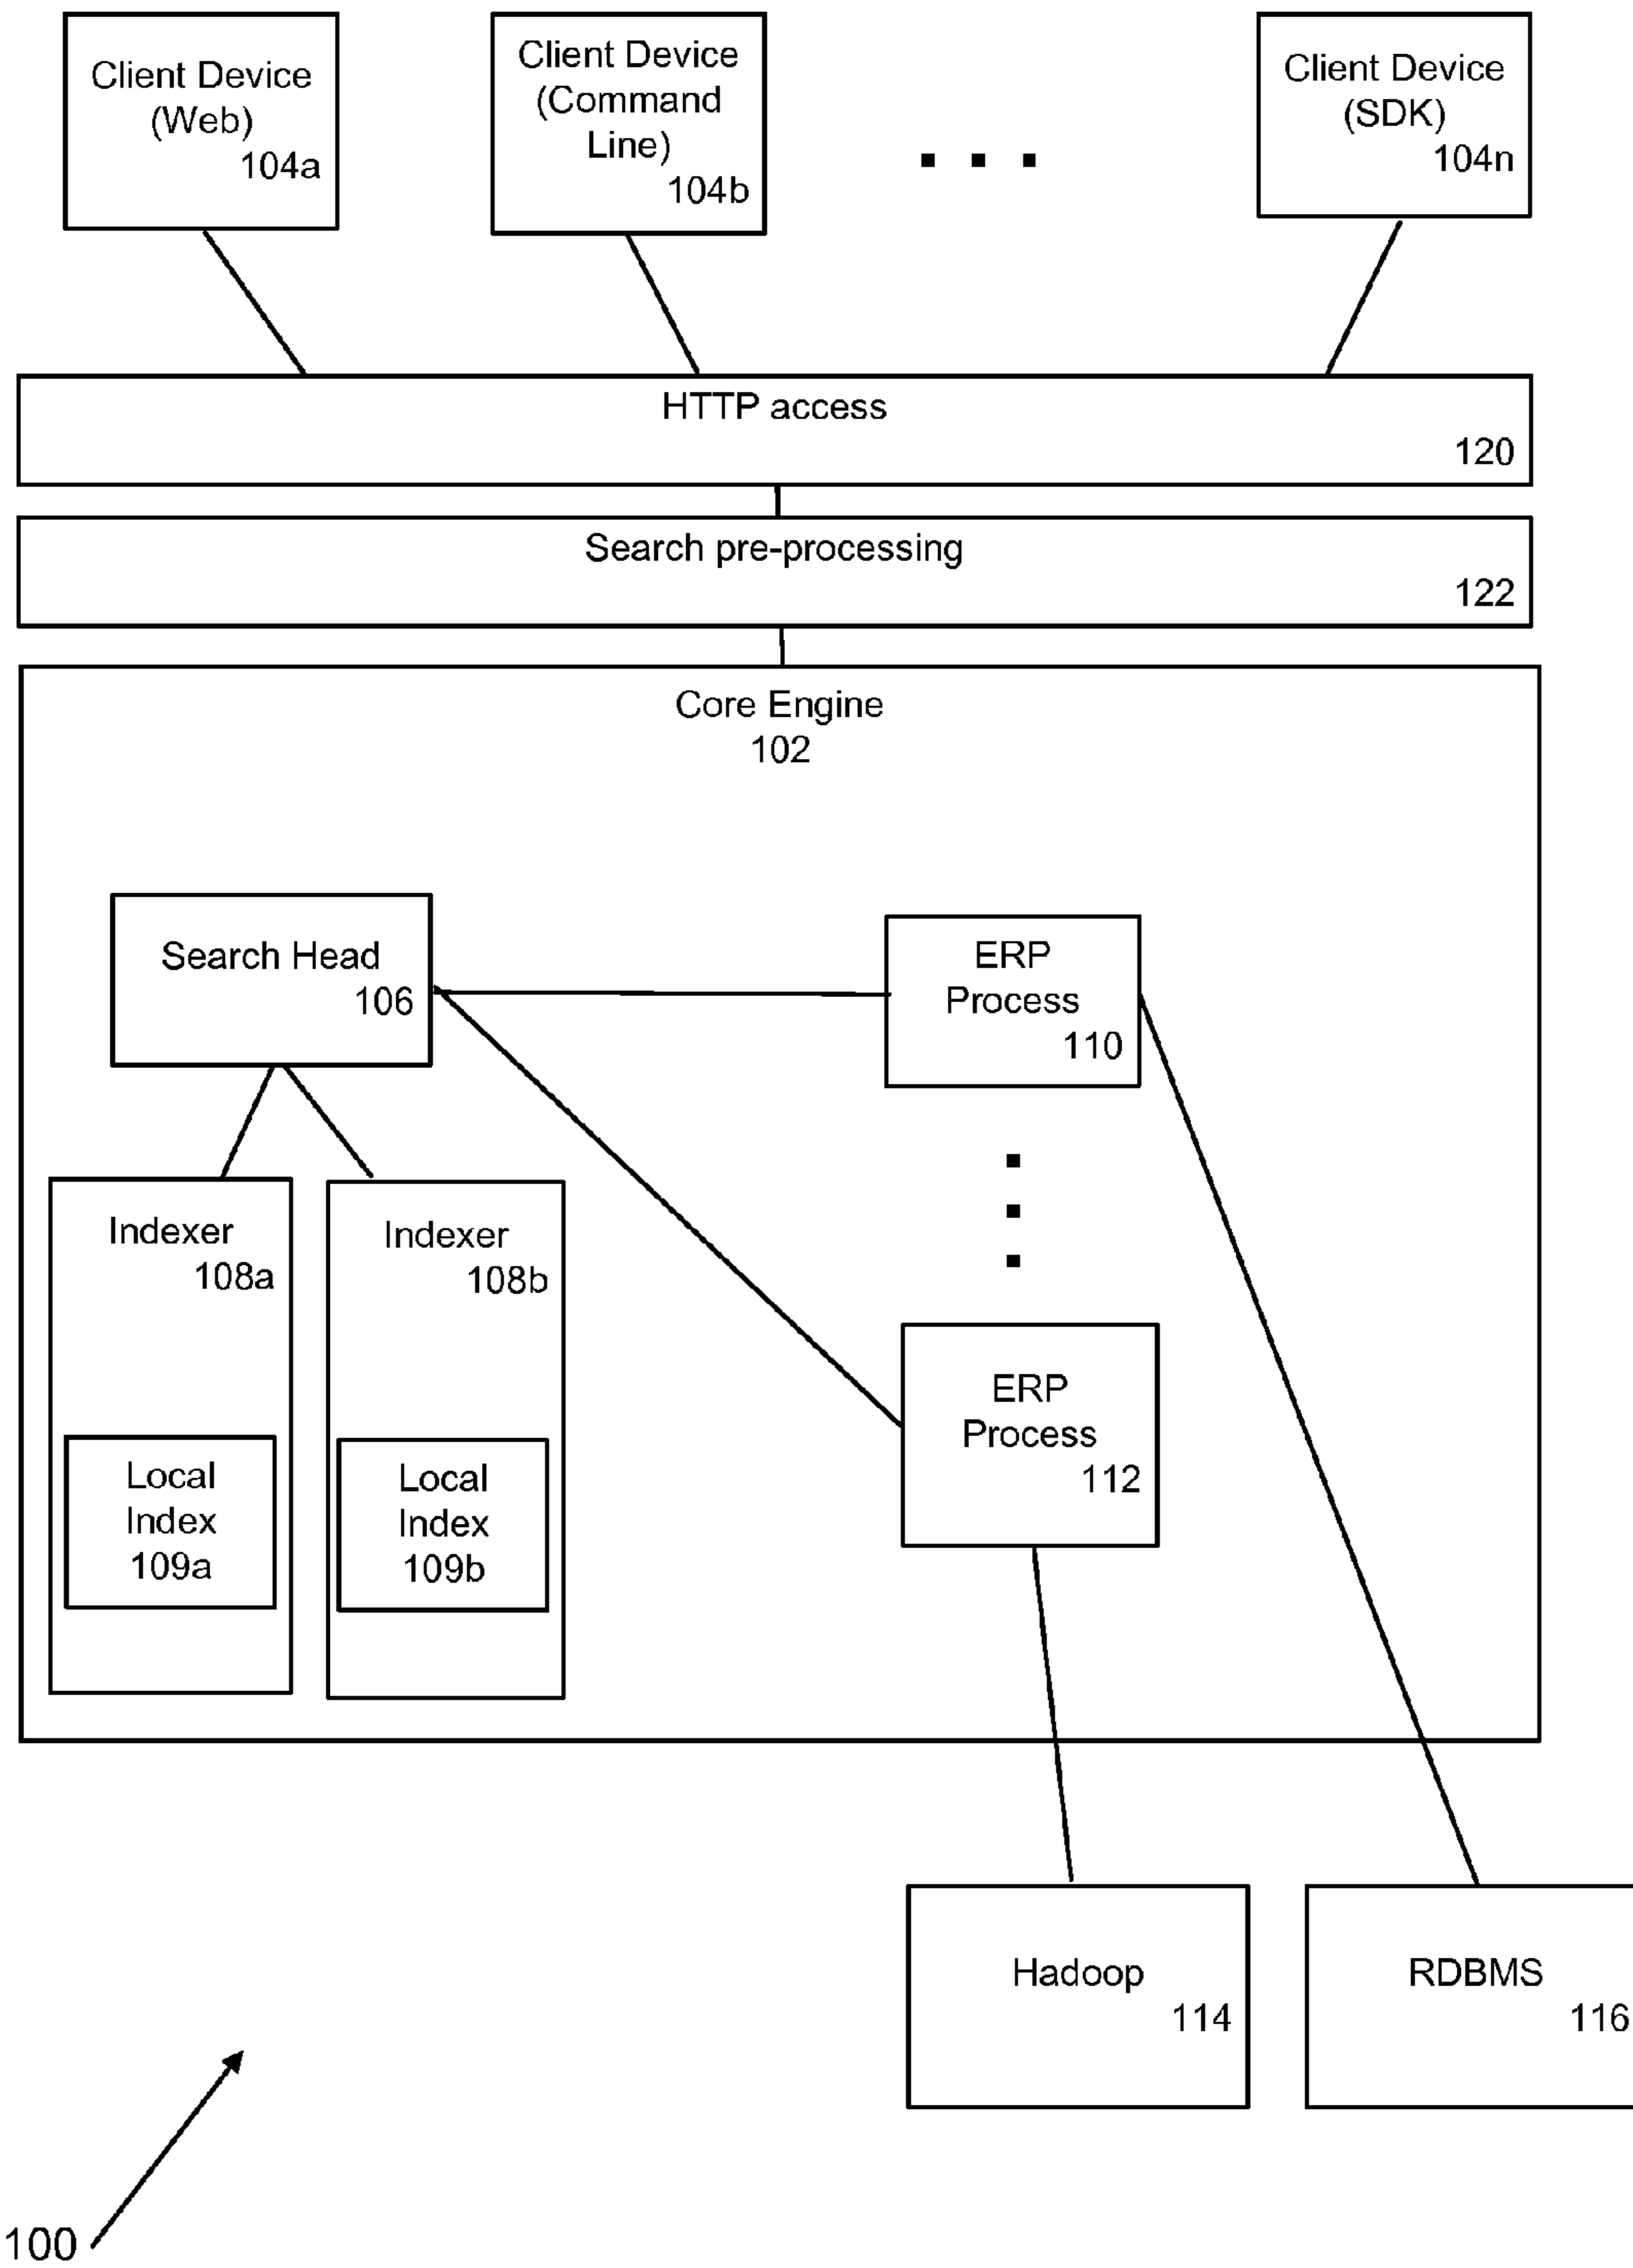 Client Device
(Web)
104a
Client Device
(Command
Line)
104b
Client Device
(SDK)
104n
HTTP access
120
Search pre-processing
122
Core Engine
102
Search Head
106
ERP
Process
110
Indexer
108a
Indexer
108b
ERP
Process
112
Local
Index
109a
Local
Index
109b
Hadoop
114
RDBMS
116
100